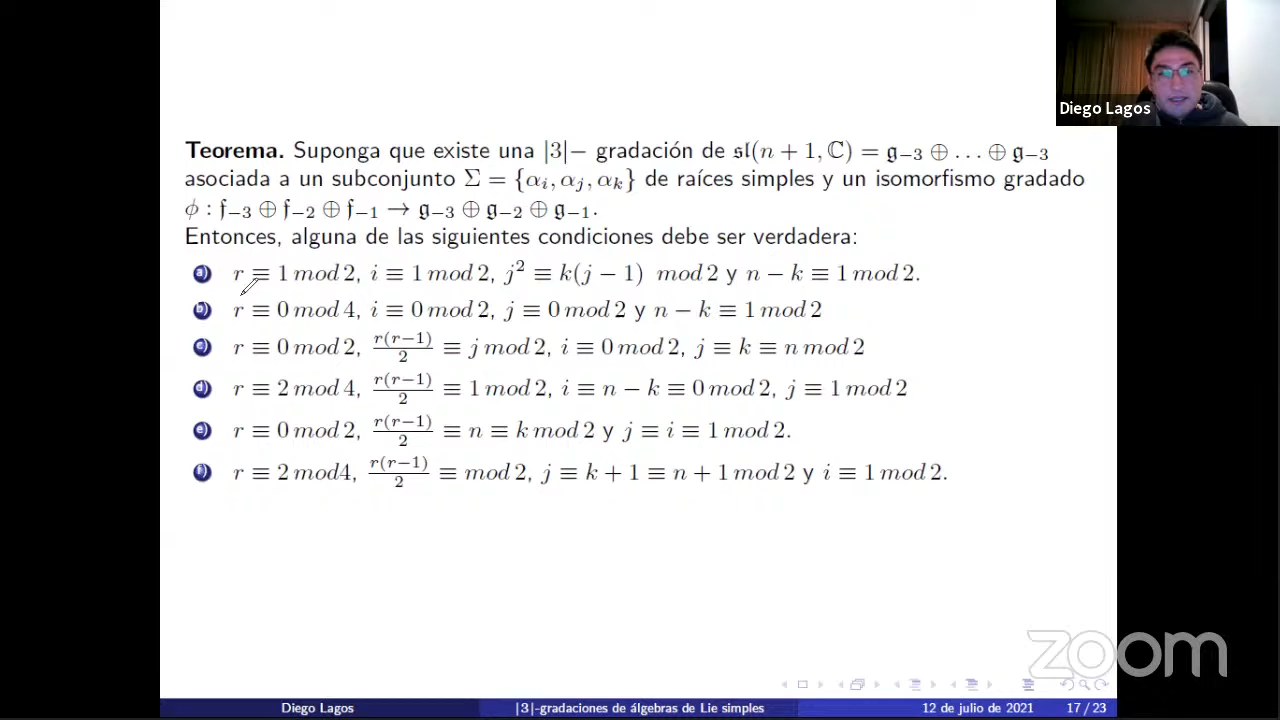 Diego Lagos
Teorema. Suponga que existe una |3|− gradación de 𝔰𝔩(n + 1, ℂ) = 𝔤₋₃ ⊕ … ⊕ 𝔤₋₃
asociada a un subconjunto Σ = {αᵢ, αⱼ, αₖ} de raíces simples y un isomorfismo gradado
ϕ : 𝔣₋₃ ⊕ 𝔣₋₂ ⊕ 𝔣₋₁ → 𝔤₋₃ ⊕ 𝔤₋₂ ⊕ 𝔤₋₁.
Entonces, alguna de las siguientes condiciones debe ser verdadera:
a) r ≡ 1 mod 2, i ≡ 1 mod 2, j² ≡ k(j − 1) mod 2 y n − k ≡ 1 mod 2.
b) r ≡ 0 mod 4, i ≡ 0 mod 2, j ≡ 0 mod 2 y n − k ≡ 1 mod 2
c) r ≡ 0 mod 2, r(r−1)/2 ≡ j mod 2, i ≡ 0 mod 2, j ≡ k ≡ n mod 2
d) r ≡ 2 mod 4, r(r−1)/2 ≡ 1 mod 2, i ≡ n − k ≡ 0 mod 2, j ≡ 1 mod 2
e) r ≡ 0 mod 2, r(r−1)/2 ≡ n ≡ k mod 2 y j ≡ i ≡ 1 mod 2.
f) r ≡ 2 mod4, r(r−1)/2 ≡ mod 2, j ≡ k + 1 ≡ n + 1 mod 2 y i ≡ 1 mod 2.
zoom
Diego Lagos |3|-gradaciones de álgebras de Lie simples 12 de julio de 2021 17 / 23